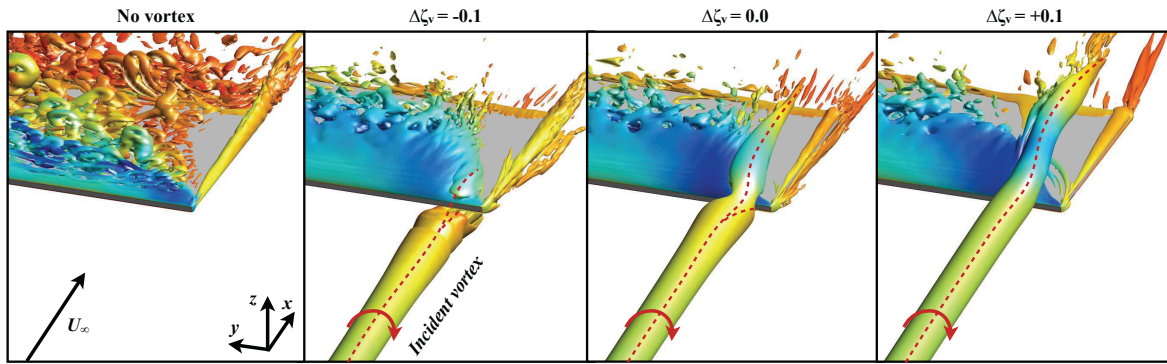 No vortex
Δζᵥ = -0.1
Δζᵥ = 0.0
Δζᵥ = +0.1
U∞
z
x
y
Incident vortex